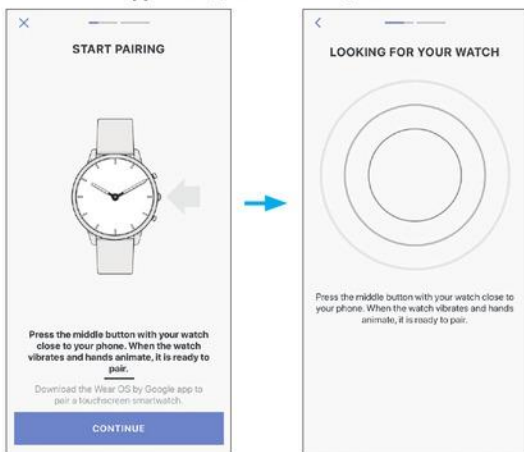 START PAIRING
Press the middle button with your watch
close to your phone. When the watch
vibrates and hands animate, it is ready to
pair.
Download the Wear OS by Google app to
pair a touchscreen smartwatch.
CONTINUE
LOOKING FOR YOUR WATCH
Press the middle button with your watch close to
your phone. When the watch vibrates and hands
animate, it is ready to pair.